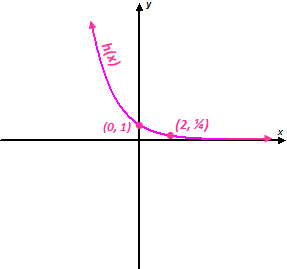 y
h(x)
(0, 1)
(2, ¼)
x